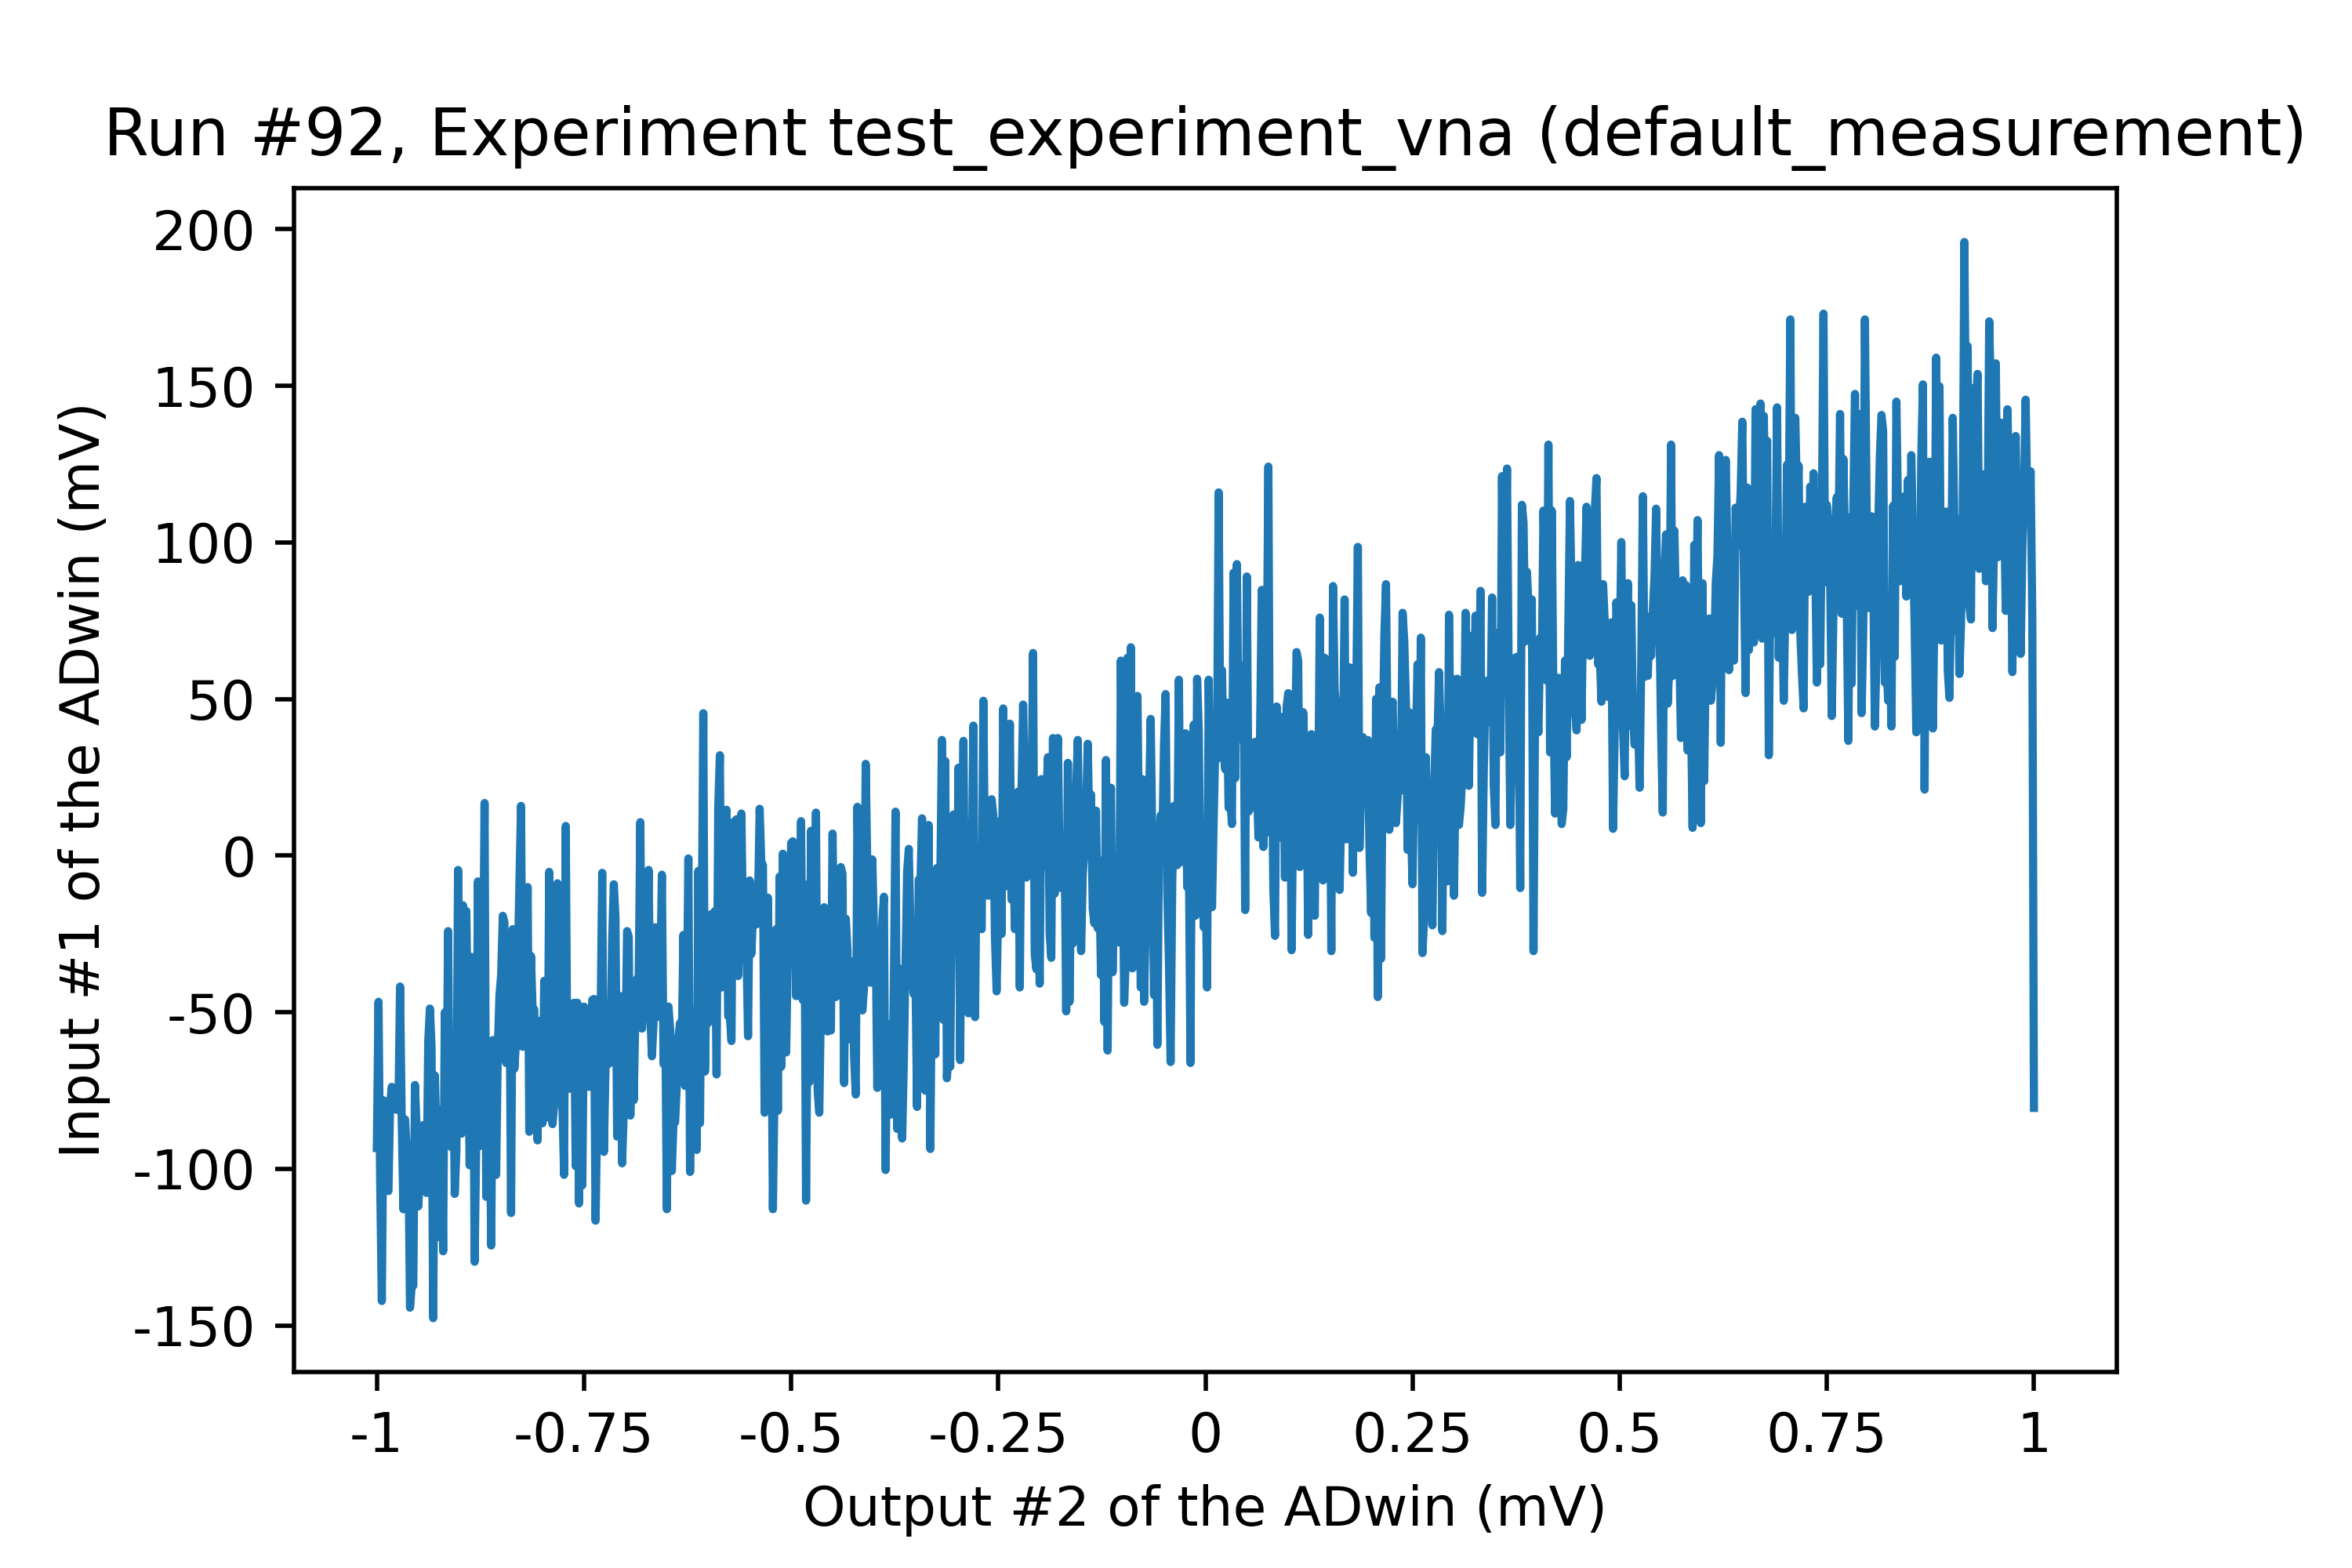 Run #92, Experiment test_experiment_vna (default_measurement)
200
150
100
50
0
-50
-100
-150
Input #1 of the ADwin (mV)
-1 -0.75 -0.5 -0.25 0 0.25 0.5 0.75 1
Output #2 of the ADwin (mV)